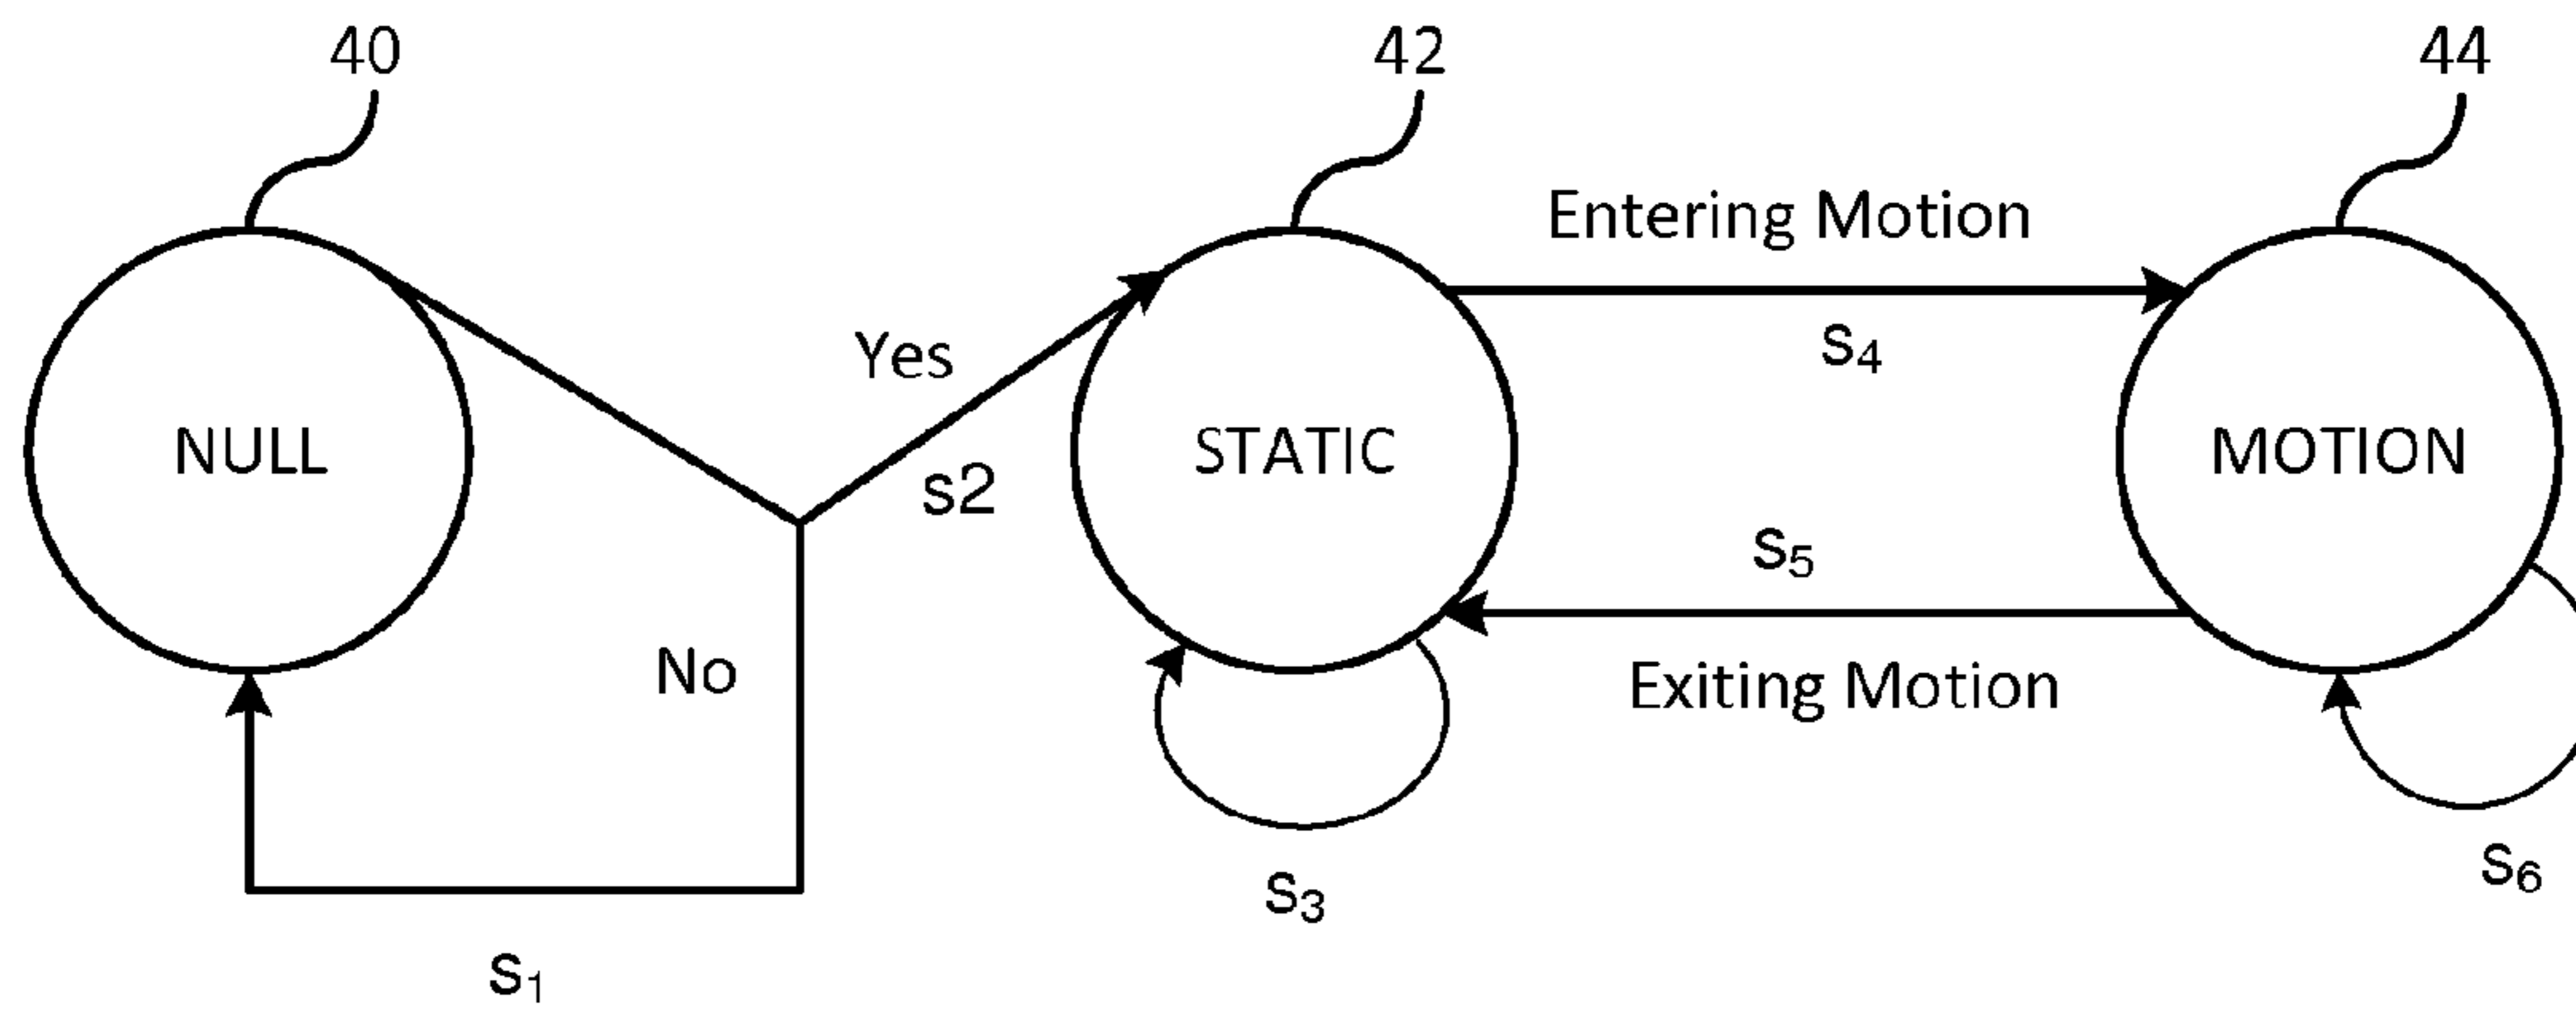 40
42
44
Entering Motion
Yes
s4
NULL
s2
STATIC
MOTION
s5
No
Exiting Motion
s3
s6
s1